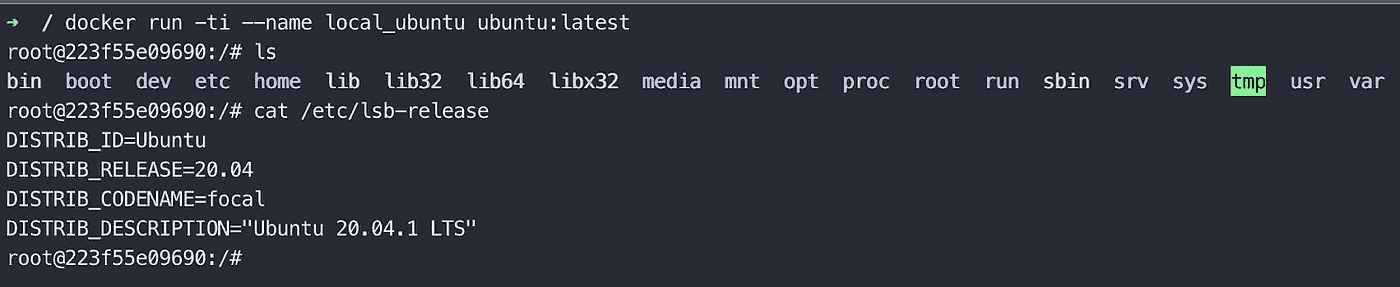 ➜  / docker run -ti --name local_ubuntu ubuntu:latest
root@223f55e09690:/# ls
bin  boot  dev  etc  home  lib  lib32  lib64  libx32  media  mnt  opt  proc  root  run  sbin  srv  sys  tmp  usr  var
root@223f55e09690:/# cat /etc/lsb-release
DISTRIB_ID=Ubuntu
DISTRIB_RELEASE=20.04
DISTRIB_CODENAME=focal
DISTRIB_DESCRIPTION="Ubuntu 20.04.1 LTS"
root@223f55e09690:/#